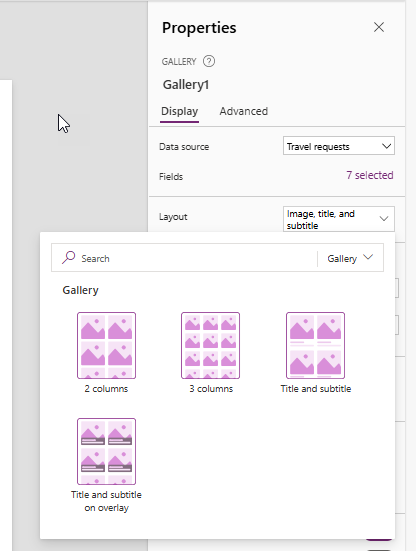 Properties
GALLERY
Gallery1
Display Advanced
Data source Travel requests
Fields 7 selected
Layout Image, title, and
subtitle
Search Gallery
Gallery
2 columns 3 columns Title and subtitle
Title and subtitle
on overlay